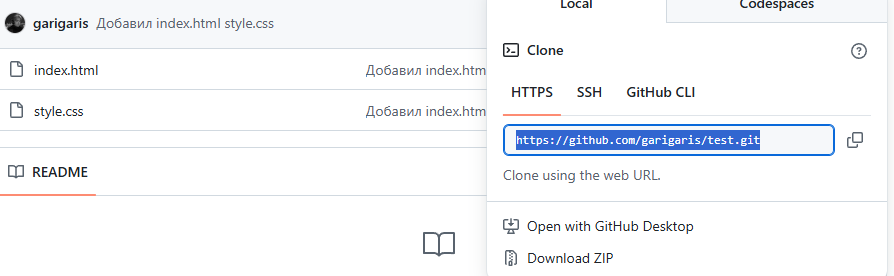 Local Codespaces
garigaris Добавил index.html style.css
Clone
index.html Добавил index.htm
HTTPS SSH GitHub CLI
style.css Добавил index.htm
https://github.com/garigaris/test.git
README
Clone using the web URL.
Open with GitHub Desktop
Download ZIP